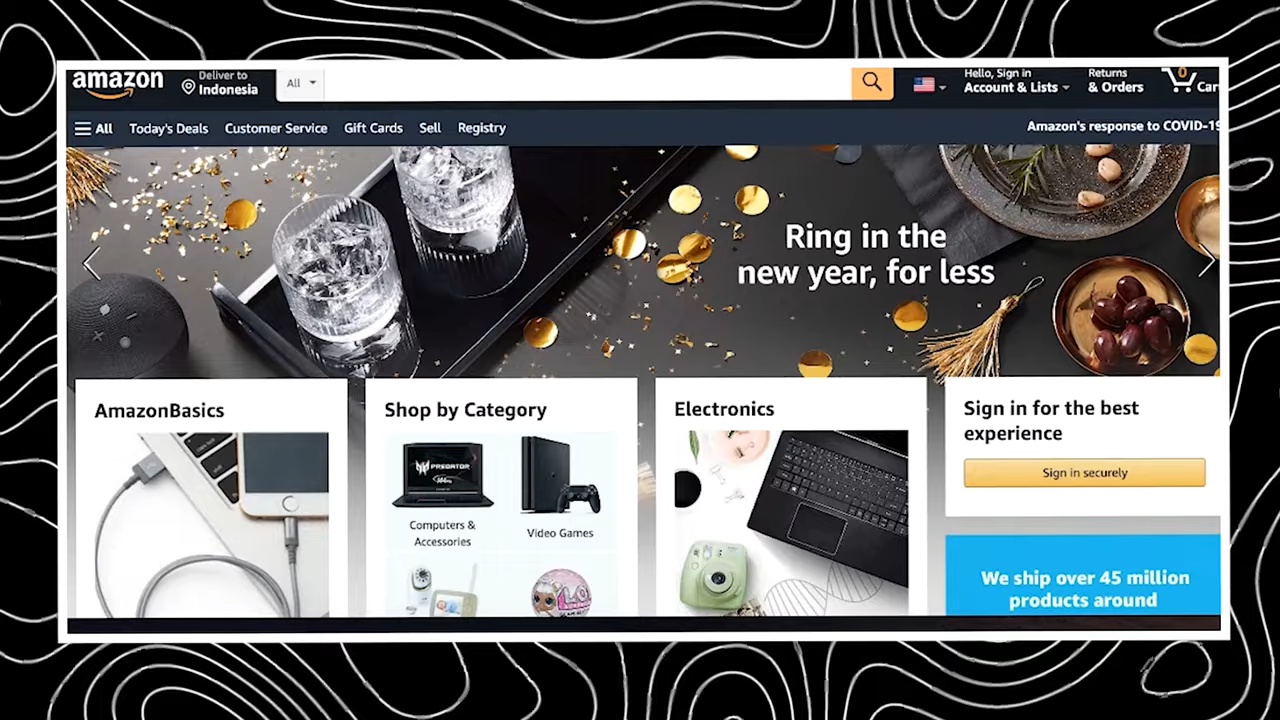 amazon
Deliver to
Indonesia
All
Hello, Sign in
Account & Lists
Returns
& Orders
0
Car
All
Today's Deals
Customer Service
Gift Cards
Sell
Registry
Amazon's response to COVID-19
Ring in the
new year, for less
AmazonBasics
Shop by Category
PREDATOR
Computers &
Accessories
Video Games
L.O.L
Electronics
Sign in for the best
experience
Sign in securely
We ship over 45 million
products around